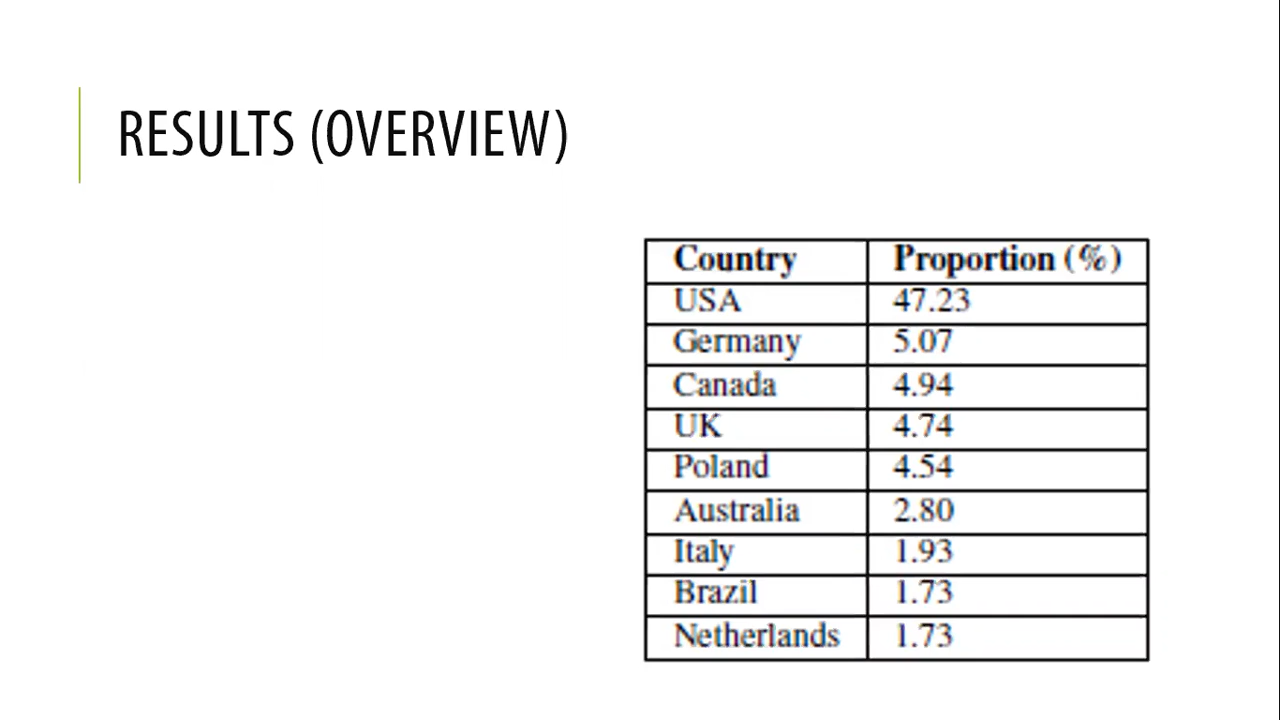 RESULTS (OVERVIEW)
Country Proportion (%)
USA 47.23
Germany 5.07
Canada 4.94
UK 4.74
Poland 4.54
Australia 2.80
Italy 1.93
Brazil 1.73
Netherlands 1.73